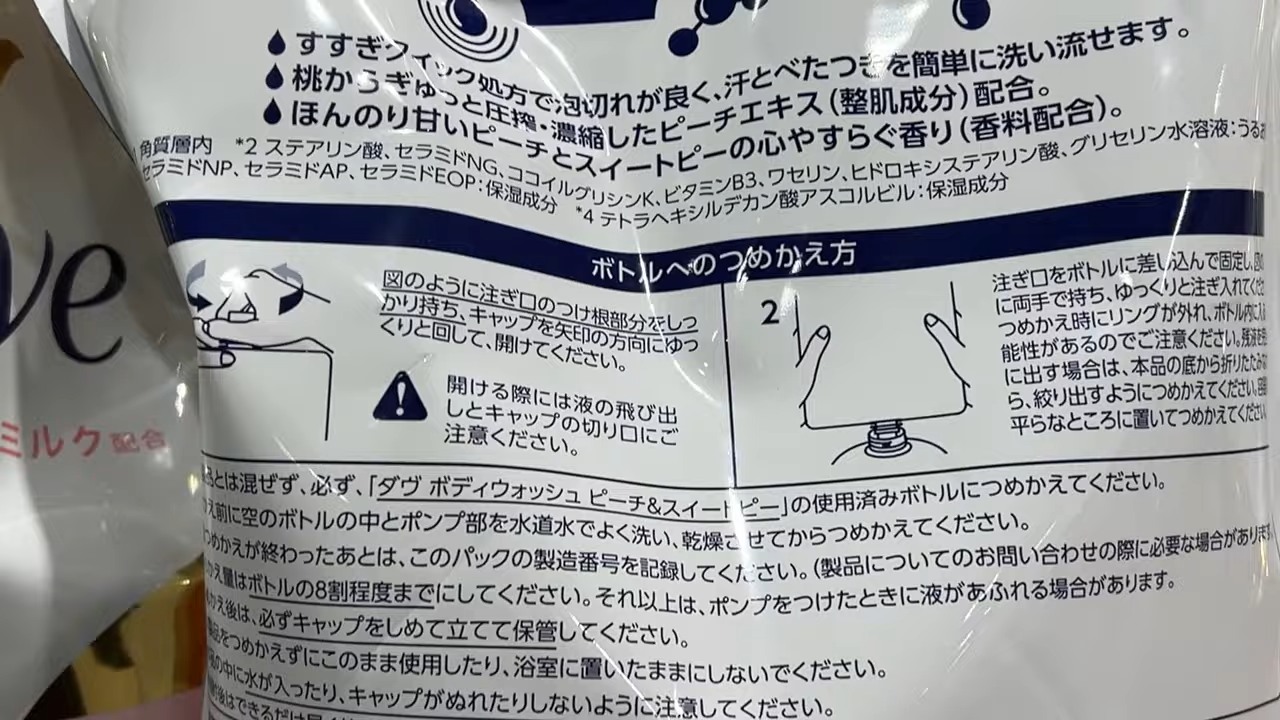 すすぎクィック処方で泡切れが良く、汗とべたつきを簡単に洗い流せます。
桃からぎゅっと圧搾・濃縮したピーチエキス（整肌成分）配合。
ほんのり甘いピーチとスイートピーの心やすらぐ香り（香料配合）。
角質層内 *2 ステアリン酸、セラミドNG、ココイルグリシンK、ビタミンB3、ワセリン、ヒドロキシステアリン酸、グリセリン水溶液：うるお
セラミドNP、セラミドAP、セラミドEOP：保湿成分 *4 テトラヘキシルデカン酸アスコルビル：保湿成分
ボトルへのつめかえ方
図のように注ぎ口のつけ根部分をしっ
かり持ち、キャップを矢印の方向にゆっ
くりと回して、開けてください。
開ける際には液の飛び出
しとキャップの切り口にご
注意ください。
2
注ぎ口をボトルに差し込んで固定し、
に両手で持ち、ゆっくりと注ぎ入れてくだ
つめかえ時にリングが外れ、ボトル内に入る
能性があるのでご注意ください。残液を
に出す場合は、本品の底から折りたたみ
ら、絞り出すようにつめかえてください。
平らなところに置いてつめかえてください
ve
ミルク配合
とは混ぜず、必ず、「ダヴ ボディウォッシュ ピーチ&スイートピー」の使用済みボトルにつめかえてください。
え前に空のボトルの中とポンプ部を水道水でよく洗い、乾燥させてからつめかえてください。
つめかえが終わったあとは、このパックの製造番号を記録してください。（製品についてのお問い合わせの際に必要な場合があります
かえ量はボトルの8割程度までにしてください。それ以上は、ポンプをつけたときに液があふれる場合があります。
かえ後は、必ずキャップをしめて立てて保管してください。
品をつめかえずにこのまま使用したり、浴室に置いたままにしないでください。
の中に水が入ったり、キャップがぬれたりしないように注意してください。
後はできるだけ早く